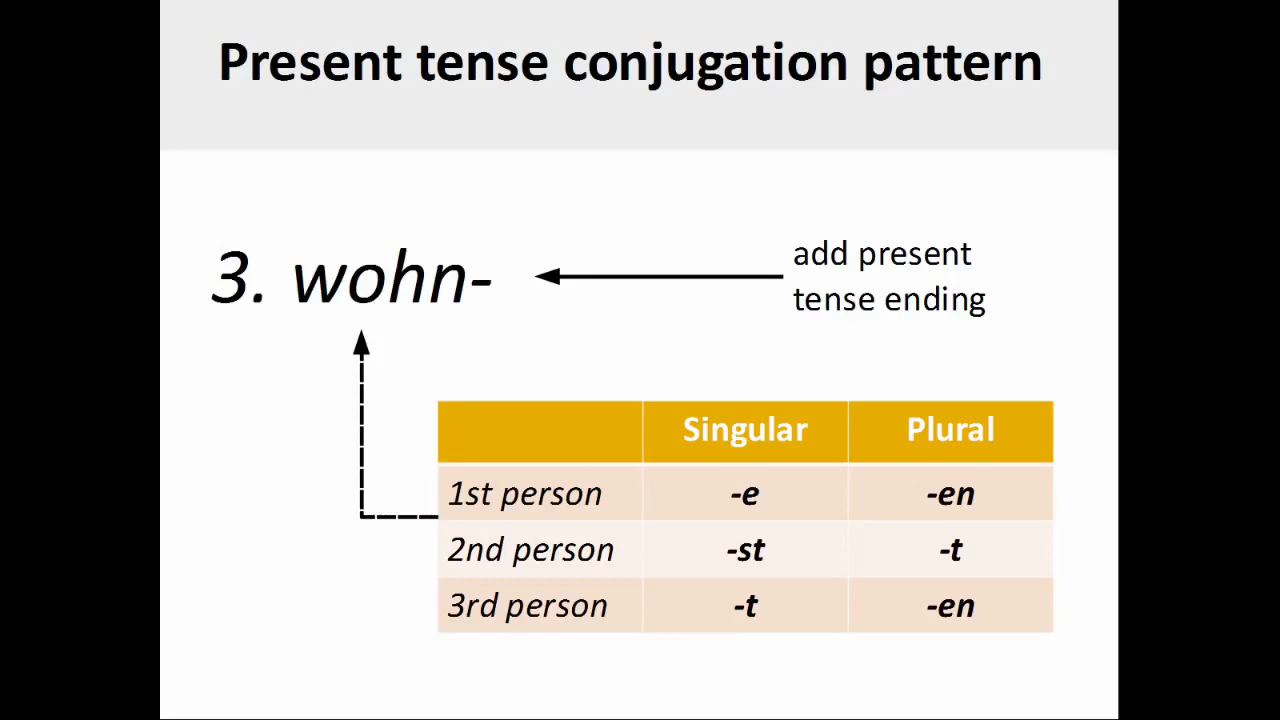 Present tense conjugation pattern
3. wohn-
add present
tense ending
Singular Plural
1st person -e -en
2nd person -st -t
3rd person -t -en